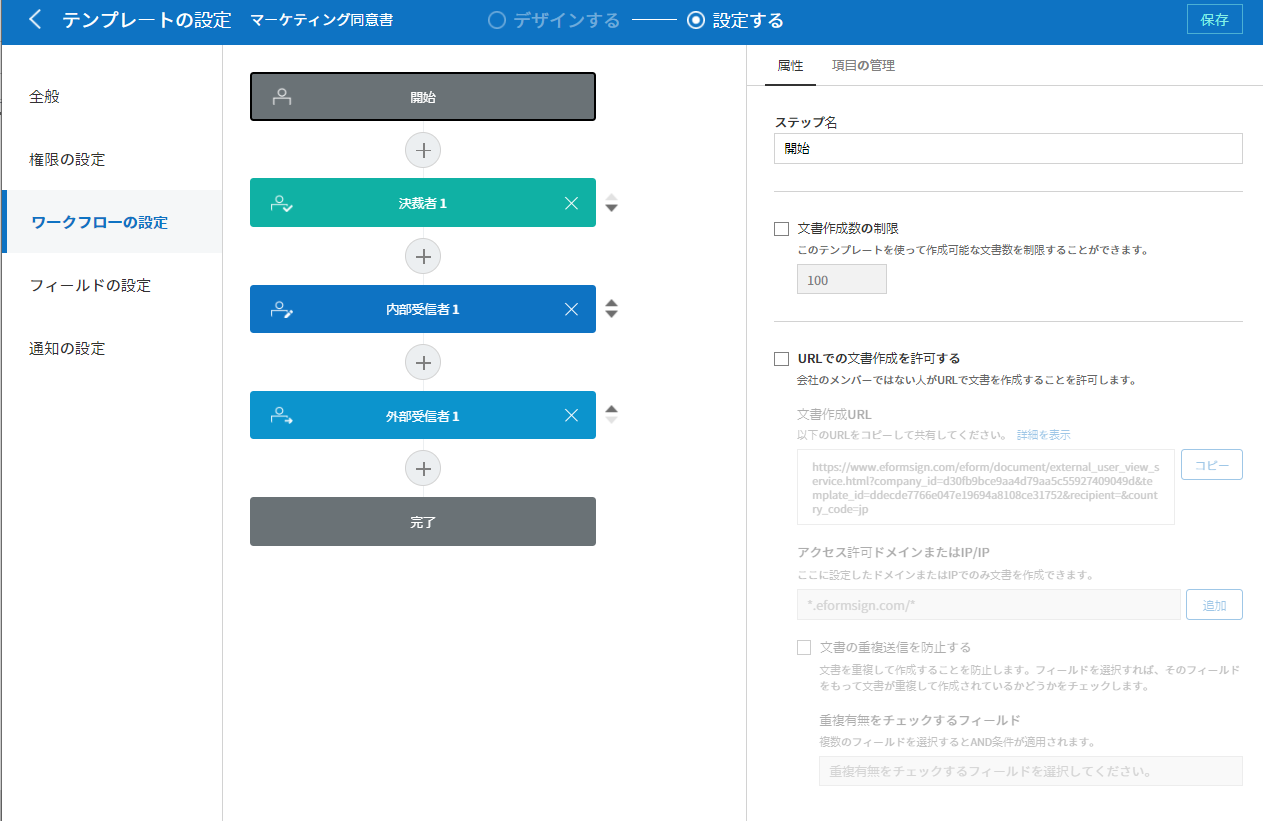 テンプレートの設定 マーケティング同意書 デザインする 設定する 保存
全般
権限の設定
ワークフローの設定
フィールドの設定
通知の設定
開始
決裁者 1
内部受信者 1
外部受信者 1
完了
属性 項目の管理
ステップ名
開始
文書作成数の制限
このテンプレートを使って作成可能な文書数を制限することができます。
100
URLでの文書作成を許可する
会社のメンバーではない人がURLで文書を作成することを許可します。
文書作成URL
以下のURLをコピーして共有してください。 詳細を表示
https://www.eformsign.com/eform/document/external_user_view_s
ervice.html?company_id=d30fb9bce9aa4d79aa5c55927409049d&te
mplate_id=ddecde7766e047e19694a8108ce31752&recipient=&count
ry_code=jp
コピー
アクセス許可ドメインまたはIP/IP
ここに設定したドメインまたはIPでのみ文書を作成できます。
*.eformsign.com/* 追加
文書の重複送信を防止する
文書を重複して作成することを防止します。フィールドを選択すれば、そのフィールド
をもって文書が重複して作成されているかどうかをチェックします。
重複有無をチェックするフィールド
複数のフィールドを選択するとAND条件が適用されます。
重複有無をチェックするフィールドを選択してください。